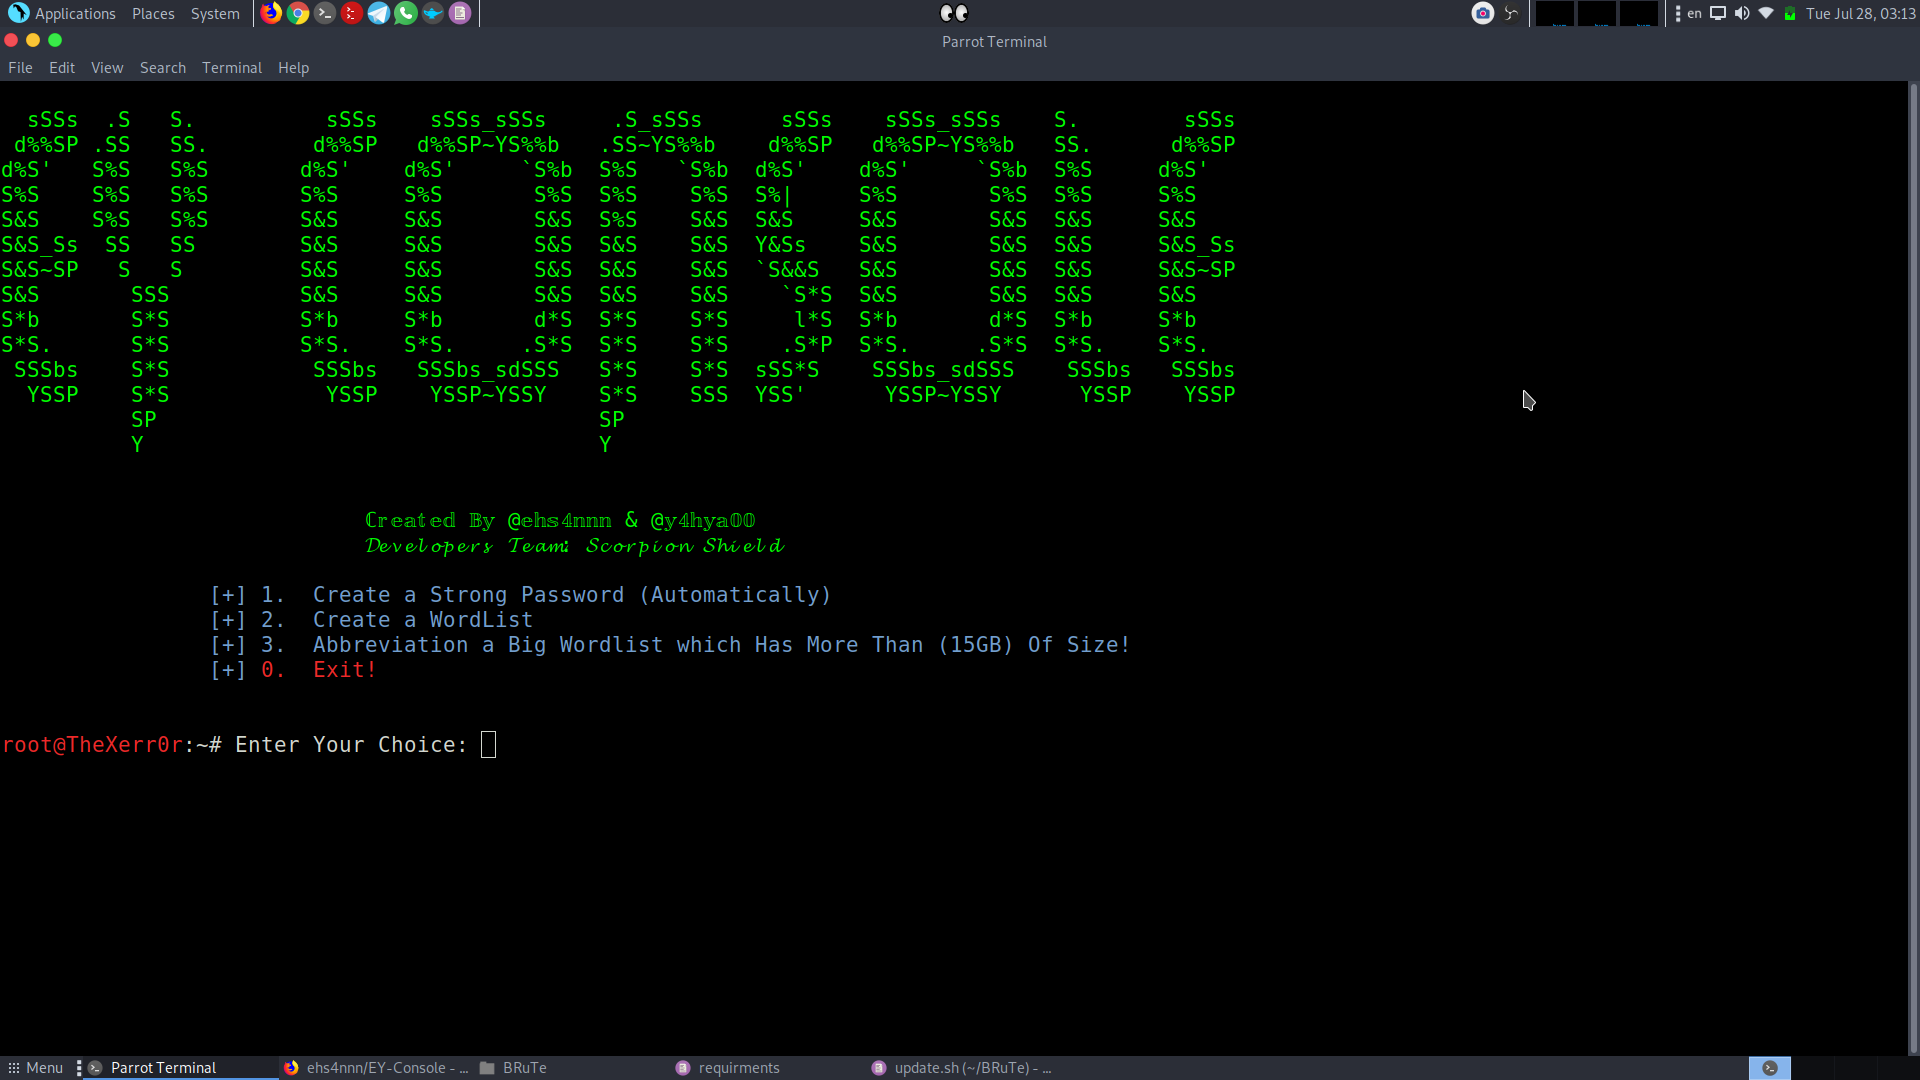 Applications Places System
en Tue Jul 28, 03:13
Parrot Terminal
File Edit View Search Terminal Help
  sSSs  .S   S.          sSSs    sSSs_sSSs     .S_sSSs      sSSs    sSSs_sSSs    S.        sSSs
 d%%SP .SS   SS.        d%%SP   d%%SP~YS%%b   .SS~YS%%b    d%%SP   d%%SP~YS%%b   SS.      d%%SP
d%S'   S%S   S%S       d%S'    d%S'     `S%b  S%S   `S%b  d%S'    d%S'     `S%b  S%S     d%S'
S%S    S%S   S%S       S%S     S%S       S%S  S%S    S%S  S%|     S%S       S%S  S%S     S%S
S&S    S%S   S%S       S&S     S&S       S&S  S%S    S&S  S&S     S&S       S&S  S&S     S&S
S&S_Ss  SS   SS        S&S     S&S       S&S  S&S    S&S  Y&Ss    S&S       S&S  S&S     S&S_Ss
S&S~SP   S   S         S&S     S&S       S&S  S&S    S&S  `S&&S   S&S       S&S  S&S     S&S~SP
S&S       SSS          S&S     S&S       S&S  S&S    S&S    `S*S  S&S       S&S  S&S     S&S
S*b       S*S          S*b     S*b       d*S  S*S    S*S     l*S  S*b       d*S  S*b     S*b
S*S.      S*S          S*S.    S*S.     .S*S  S*S    S*S    .S*P  S*S.     .S*S  S*S.    S*S.
 SSSbs    S*S           SSSbs   SSSbs_sdSSS   S*S    S*S  sSS*S    SSSbs_sdSSS    SSSbs   SSSbs
  YSSP    S*S            YSSP    YSSP~YSSY    S*S    SSS  YSS'      YSSP~YSSY      YSSP    YSSP
          SP                                  SP
          Y                                   Y
ℂ𝕣𝕖𝕒𝕥𝕖𝕕 𝔹𝕪 @𝕖𝕙𝕤𝟜𝕟𝕟𝕟 & @𝕪𝟜𝕙𝕪𝕒𝟘𝟘
𝓓𝓮𝓿𝓮𝓵𝓸𝓹𝓮𝓻𝓼 𝓣𝓮𝓪𝓶: 𝓢𝓬𝓸𝓻𝓹𝓲𝓸𝓷 𝓢𝓱𝓲𝓮𝓵𝓭
[+] 1.  Create a Strong Password (Automatically)
[+] 2.  Create a WordList
[+] 3.  Abbreviation a Big Wordlist which Has More Than (15GB) Of Size!
[+] 0.  Exit!
root@TheXerr0r:~# Enter Your Choice:
Menu Parrot Terminal ehs4nnn/EY-Console - ... BRuTe requirments update.sh (~/BRuTe) - ...